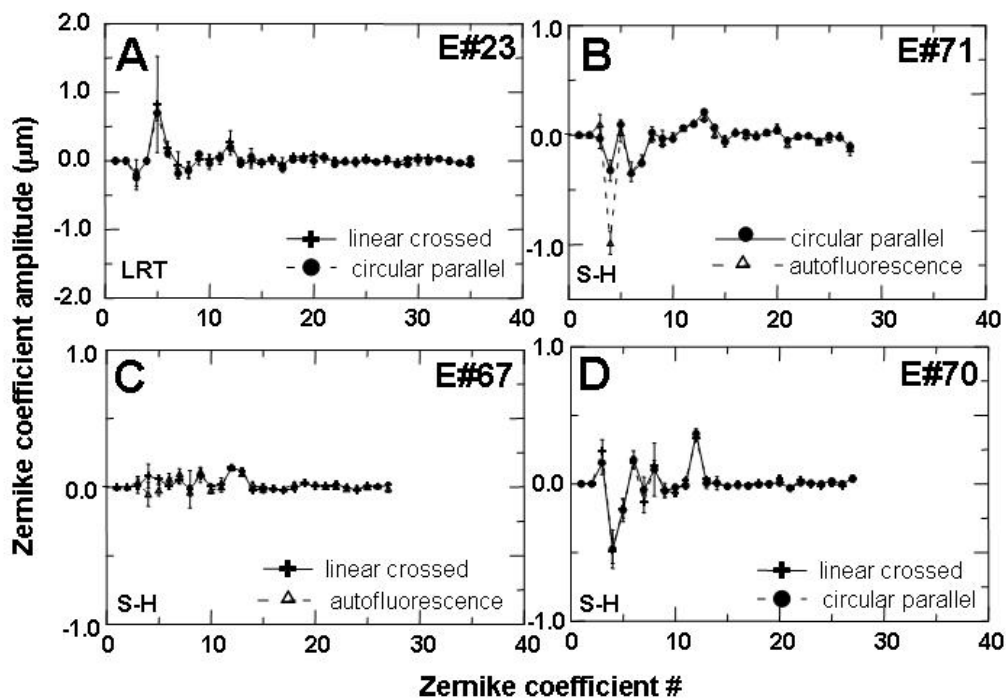 Zernike coefficient amplitude (μm)
A
E#23
2.0
1.0
0.0
-1.0
-2.0
linear crossed
circular parallel
LRT
0 10 20 30 40
B
E#71
1.0
0.0
-1.0
circular parallel
autofluorescence
S-H
0 10 20 30 40
C
E#67
1.0
0.0
-1.0
linear crossed
autofluorescence
S-H
0 10 20 30 40
D
E#70
1.0
0.0
-1.0
linear crossed
circular parallel
S-H
0 10 20 30 40
Zernike coefficient #